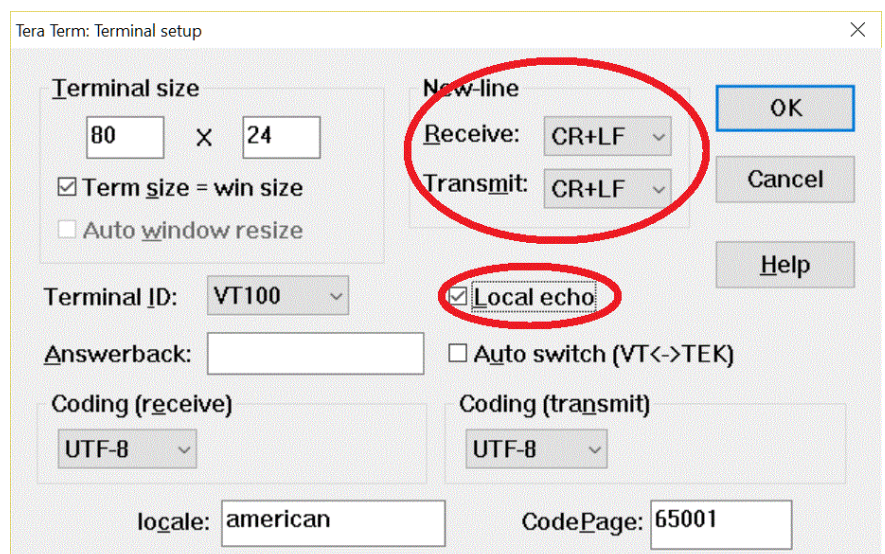 Tera Term: Terminal setup
Terminal size
80 X 24
Term size = win size
Auto window resize
New-line
Receive: CR+LF
Transmit: CR+LF
OK
Cancel
Help
Terminal ID: VT100
Local echo
Answerback:
Auto switch (VT<->TEK)
Coding (receive)
UTF-8
Coding (transmit)
UTF-8
locale: american
CodePage: 65001